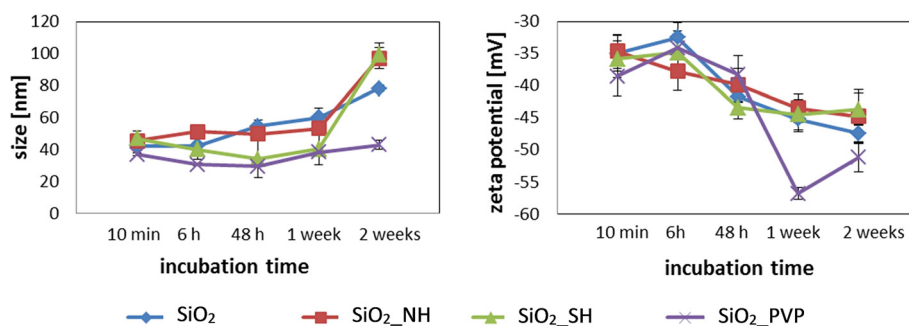 120
100
80
60
40
20
0
size [nm]
10 min 6 h 48 h 1 week 2 weeks
incubation time
-30
-35
-40
-45
-50
-55
-60
zeta potential [mV]
10 min 6h 48 h 1 week 2 weeks
incubation time
SiO₂ SiO₂_NH SiO₂_SH SiO₂_PVP